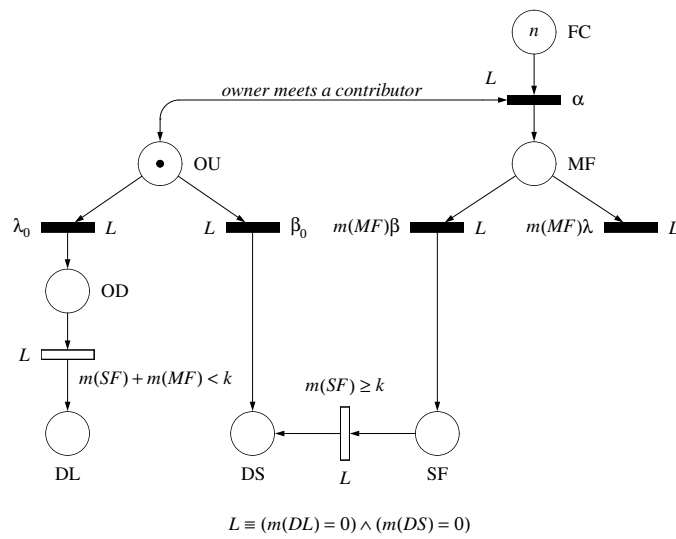 n FC
L
owner meets a contributor
α
OU
MF
λ0 L
L β0
m(MF)β L
m(MF)λ L
OD
L
m(SF) + m(MF) < k
m(SF) ≥ k
DL
DS
L
SF
L ≡ (m(DL) = 0) ∧ (m(DS) = 0)